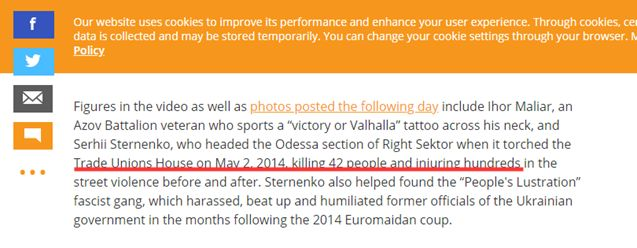 Our website uses cookies to improve its performance and enhance your user experience. Through cookies, ce
data is collected and may be stored temporarily. You can change your cookie settings through your browser. M
Policy
Figures in the video as well as photos posted the following day include Ihor Maliar, an
Azov Battalion veteran who sports a “victory or Valhalla” tattoo across his neck, and
Serhii Sternenko, who headed the Odessa section of Right Sektor when it torched the
Trade Unions House on May 2, 2014, killing 42 people and injuring hundreds in the
street violence before and after. Sternenko also helped found the “People's Lustration”
fascist gang, which harassed, beat up and humiliated former officials of the Ukrainian
government in the months following the 2014 Euromaidan coup.